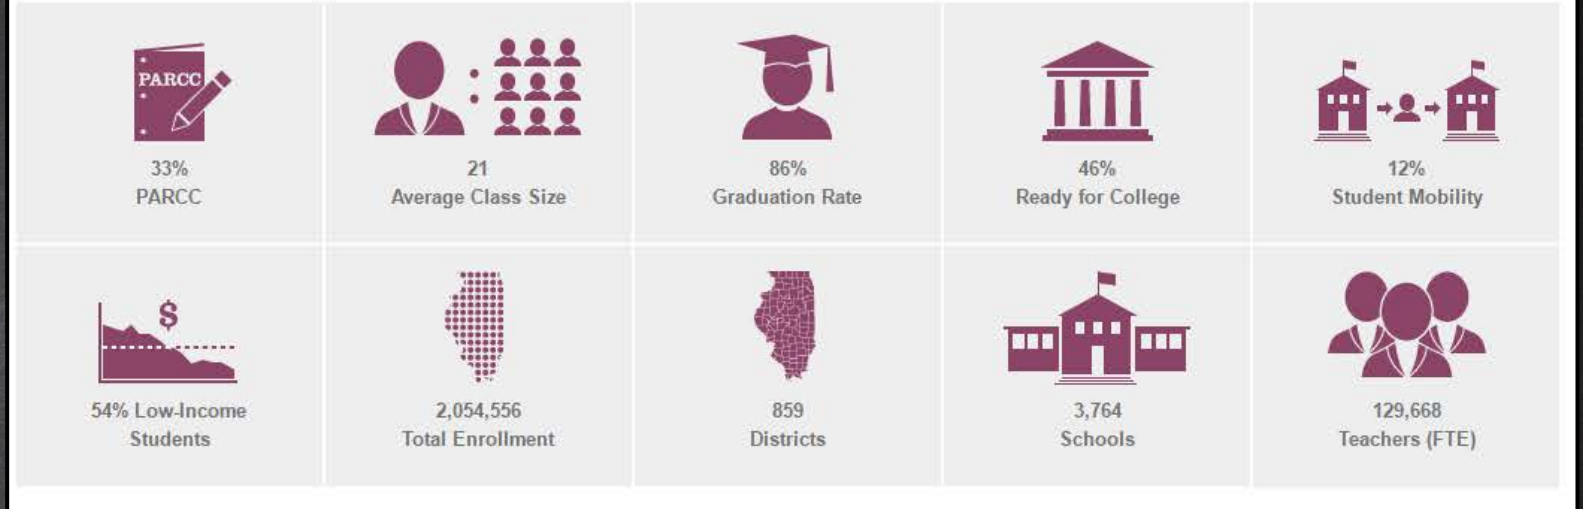 PARCC
33%
PARCC
21
Average Class Size
86%
Graduation Rate
46%
Ready for College
12%
Student Mobility
$
54% Low-Income
Students
2,054,556
Total Enrollment
859
Districts
3,764
Schools
129,668
Teachers (FTE)